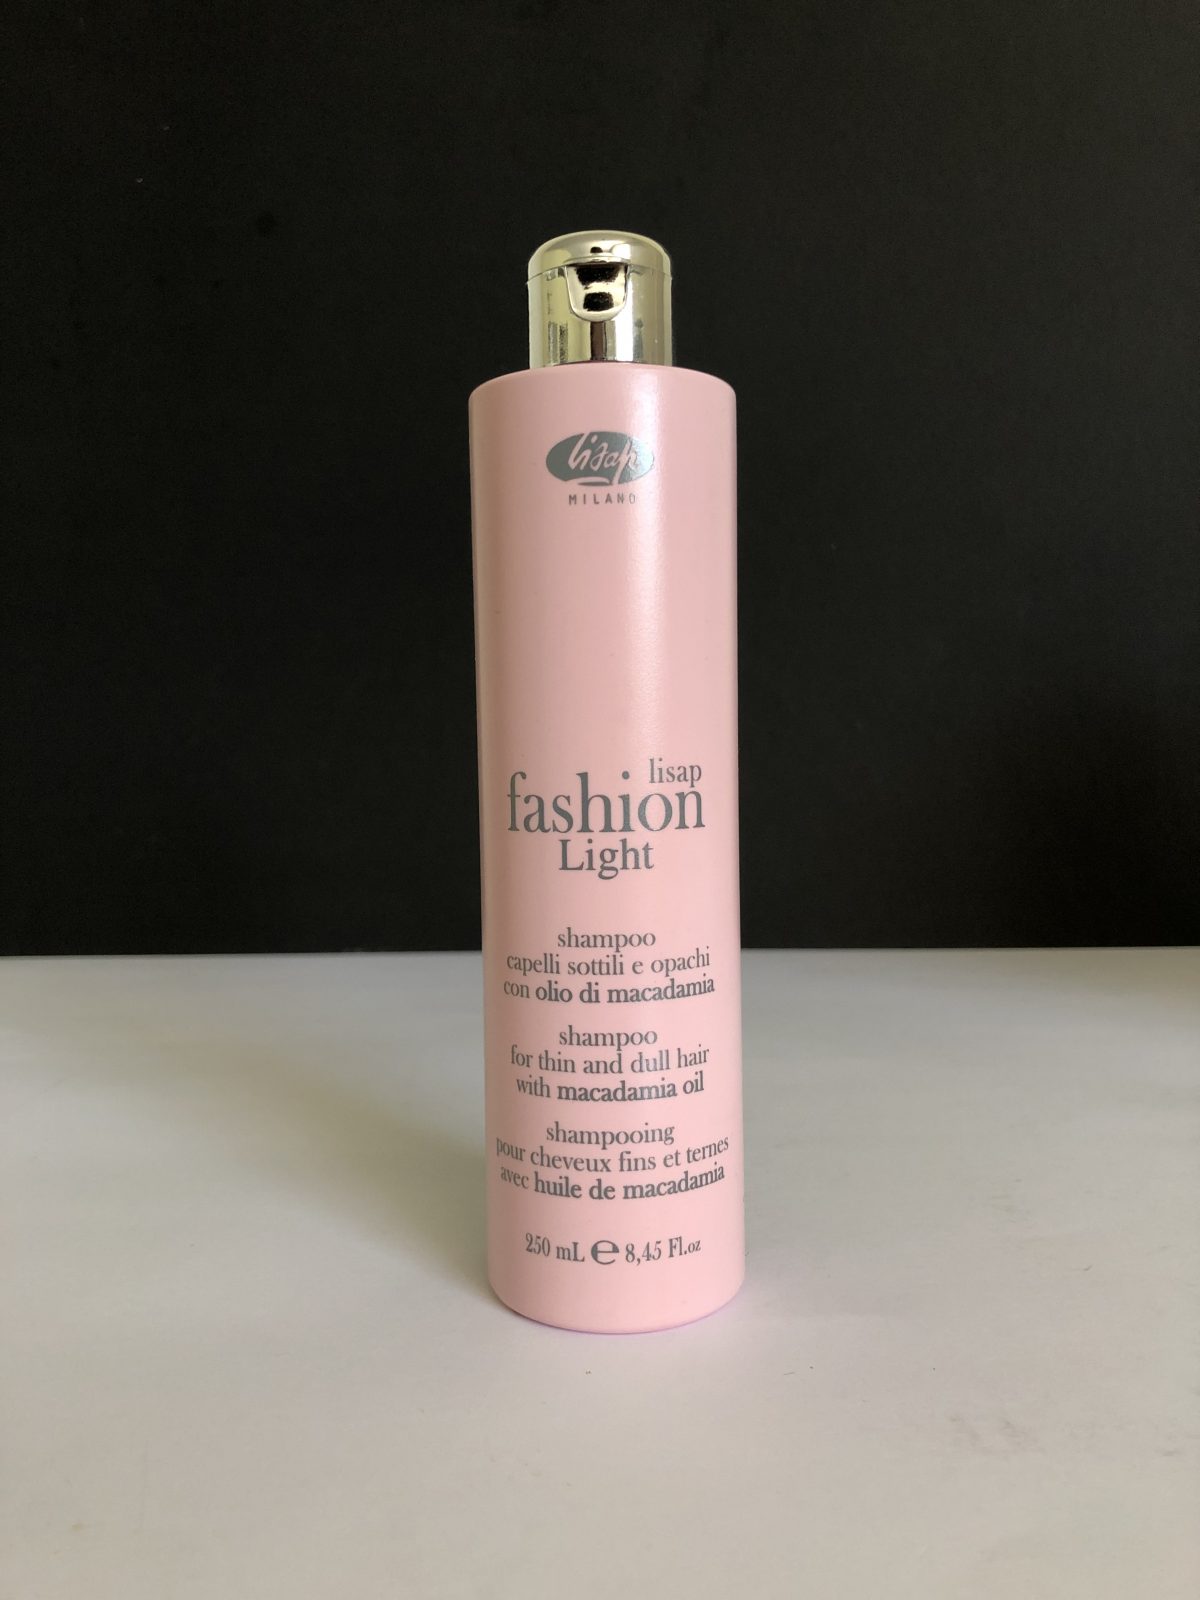 lisap
MILANO
lisap
fashion
Light
shampoo
capelli sottili e opachi
con olio di macadamia
shampoo
for thin and dull hair
with macadamia oil
shampooing
pour cheveux fins et ternes
avec huile de macadamia
250 mL ℮ 8,45 Fl.oz